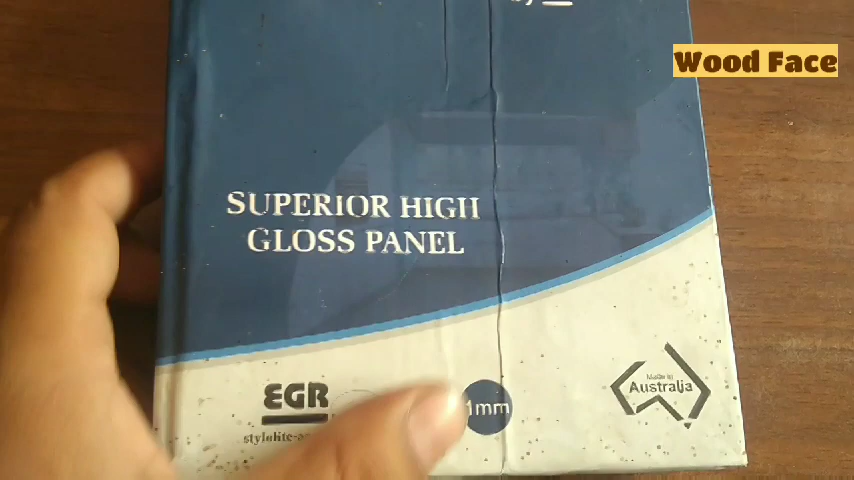 Wood Face
SUPERIOR HIGH
GLOSS PANEL
EGR
1mm
Made in
Australia